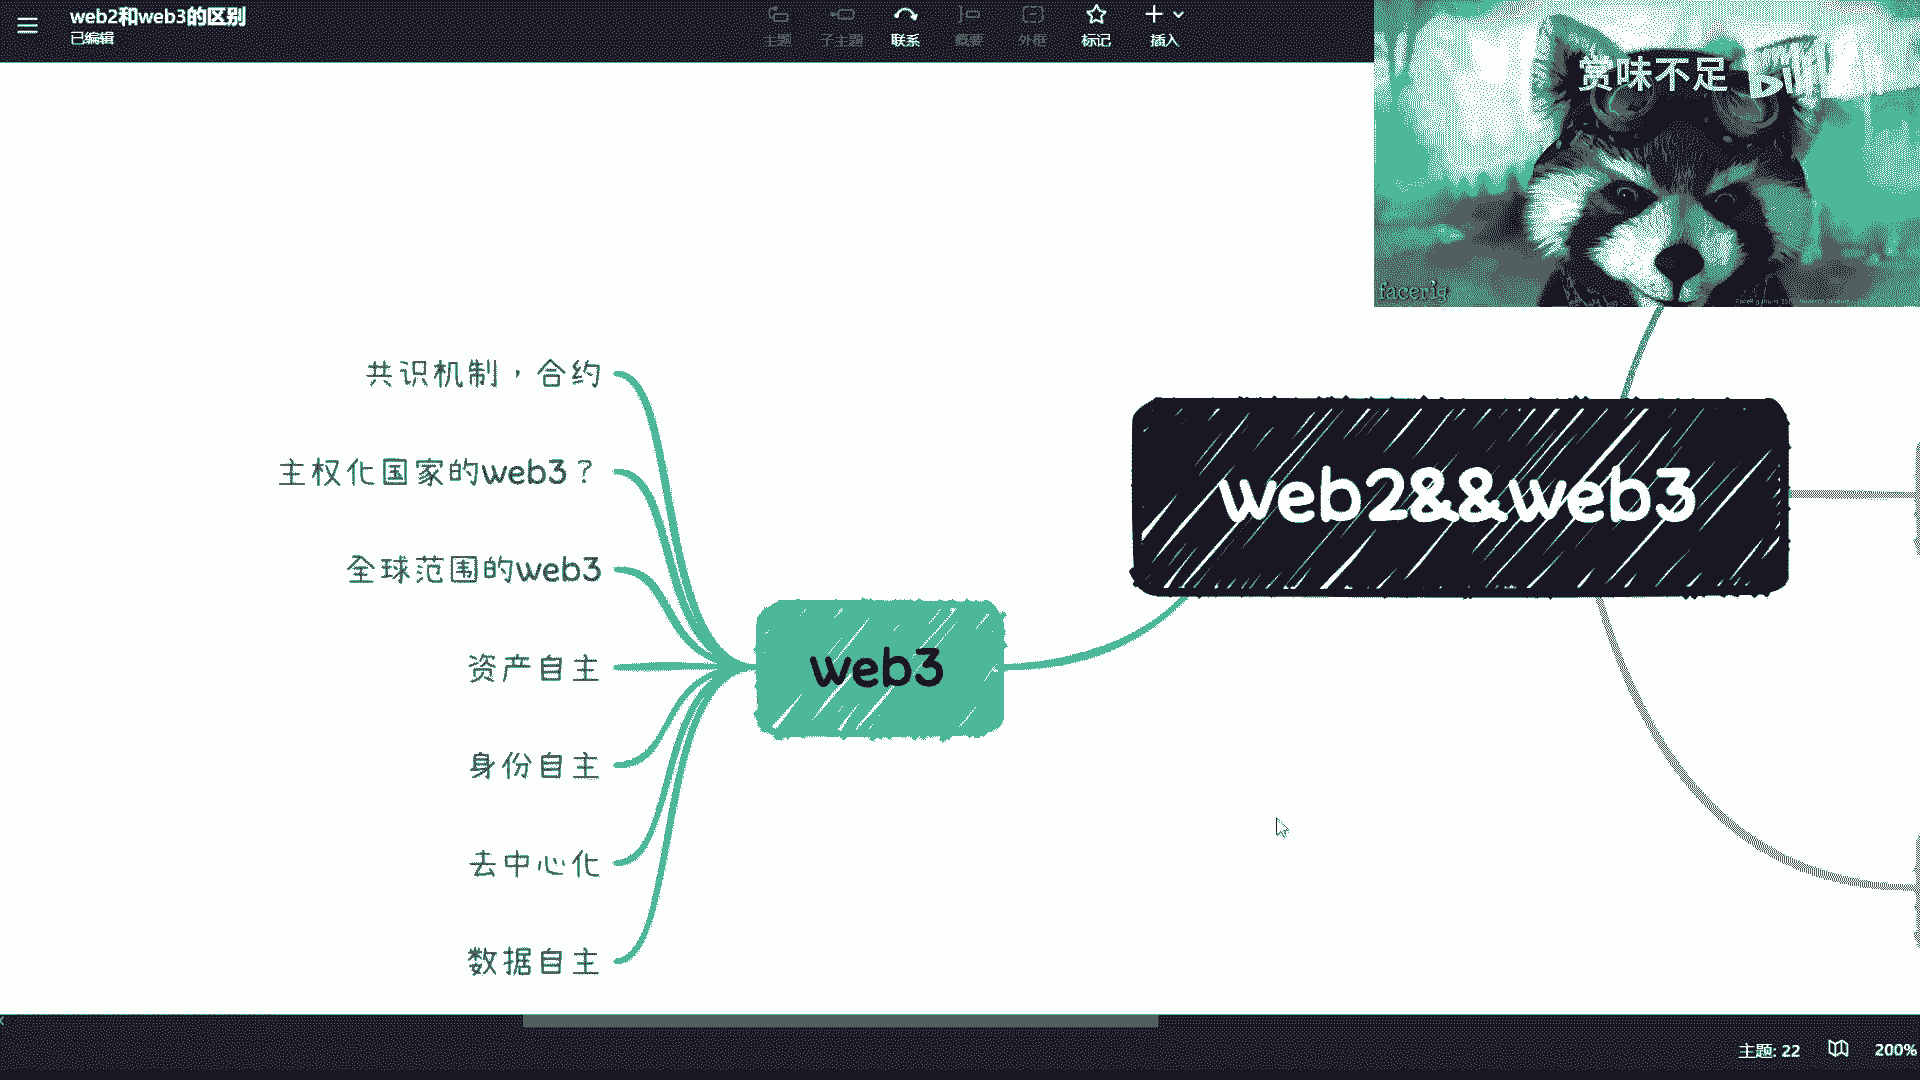 web2和web3的区别
已编辑
主题
子主题
联系
概要
外框
标记
插入
赏味不足
facerig
共识机制，合约
主权化国家的web3？
全球范围的web3
资产自主
身份自主
去中心化
数据自主
web3
web2&&web3
主题: 22
200%